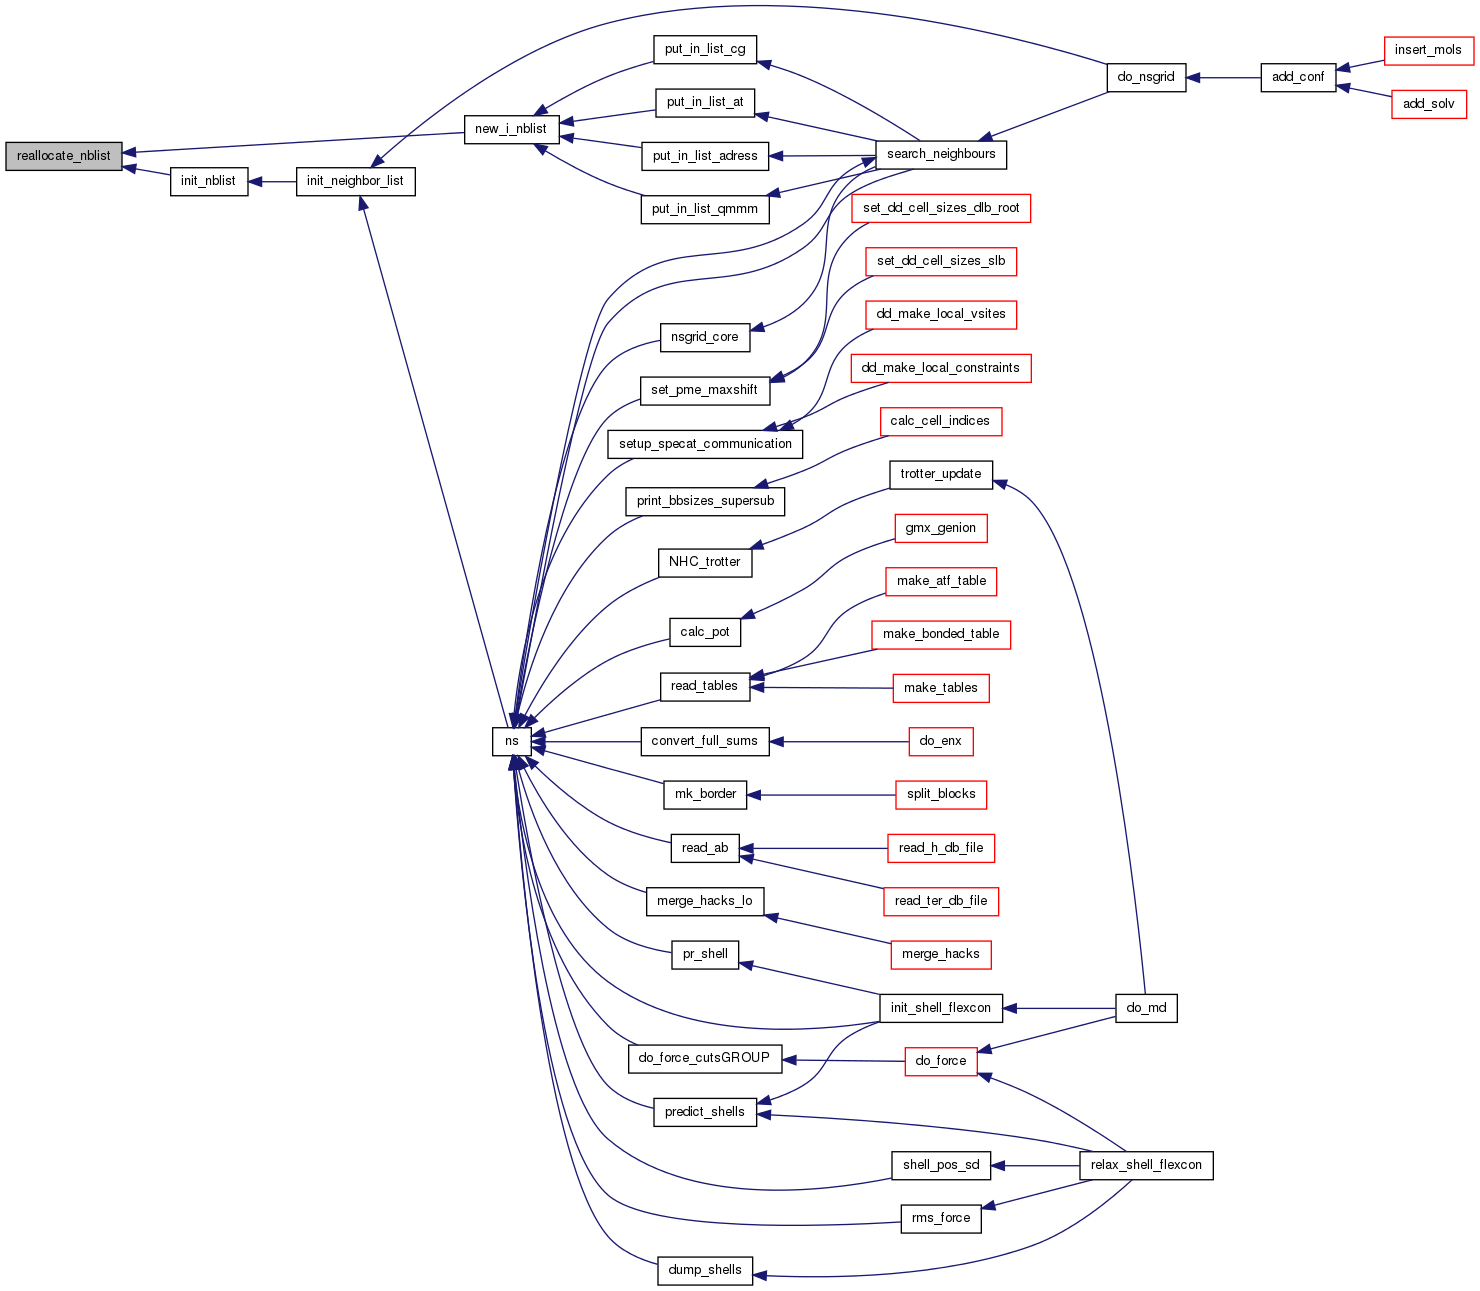 reallocate_nblist
init_nblist
init_neighbor_list
new_i_nblist
ns
put_in_list_cg
put_in_list_at
put_in_list_adress
put_in_list_qmmm
nsgrid_core
set_pme_maxshift
setup_specat_communication
print_bbsizes_supersub
NHC_trotter
calc_pot
read_tables
convert_full_sums
mk_border
read_ab
merge_hacks_lo
pr_shell
do_force_cutsGROUP
predict_shells
dump_shells
search_neighbours
set_dd_cell_sizes_dlb_root
set_dd_cell_sizes_slb
dd_make_local_vsites
dd_make_local_constraints
calc_cell_indices
trotter_update
gmx_genion
make_atf_table
make_bonded_table
make_tables
do_enx
split_blocks
read_h_db_file
read_ter_db_file
merge_hacks
init_shell_flexcon
do_force
shell_pos_sd
rms_force
do_nsgrid
do_md
relax_shell_flexcon
add_conf
insert_mols
add_solv